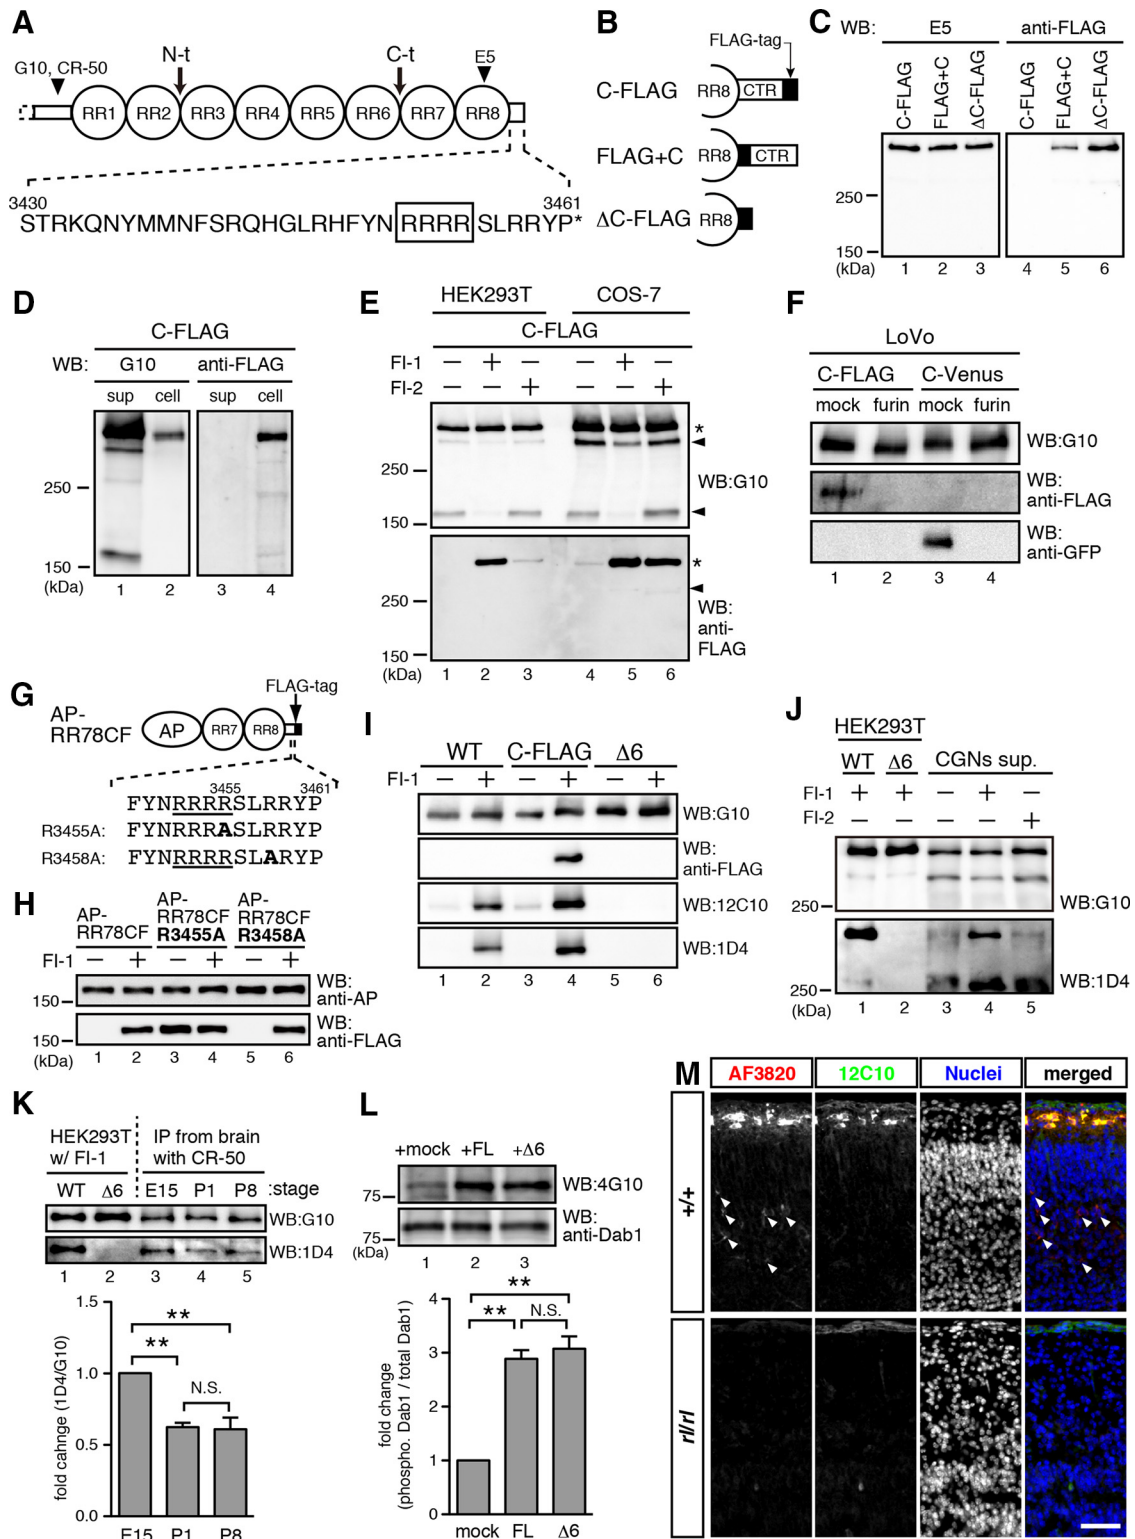 A
N-t
C-t
G10, CR-50
E5
RR1 RR2 RR3 RR4 RR5 RR6 RR7 RR8
3430
3461
STRKQNYMMNFSRQHGLRHFYN RRRR SLRRYP*
B
FLAG-tag
C-FLAG RR8 CTR
FLAG+C RR8 CTR
ΔC-FLAG RR8
C
WB: E5 anti-FLAG
C-FLAG FLAG+C ΔC-FLAG C-FLAG FLAG+C ΔC-FLAG
250
150
(kDa) 1 2 3 4 5 6
D
C-FLAG
WB: G10 anti-FLAG
sup cell sup cell
250
150
(kDa) 1 2 3 4
E
HEK293T COS-7
C-FLAG
FI-1 − + − − + −
FI-2 − − + − − +
*
250
WB:G10
150
*
250
WB:
anti-
FLAG
150
(kDa) 1 2 3 4 5 6
F
LoVo
C-FLAG C-Venus
mock furin mock furin
WB:G10
WB:
anti-FLAG
WB:
anti-GFP
1 2 3 4
G
FLAG-tag
AP-
RR78CF
AP RR7 RR8
3455 3461
FYNRRRRSLRRYP
R3455A: FYNRRRASLRRYP
R3458A: FYNRRRRSLARYP
H
AP-
RR78CF
AP-
RR78CF
R3455A
AP-
RR78CF
R3458A
FI-1 − + − + − +
150
WB:
anti-AP
150
WB:
anti-FLAG
(kDa) 1 2 3 4 5 6
I
WT C-FLAG Δ6
FI-1 − + − + − +
WB:G10
WB:
anti-FLAG
WB:12C10
WB:1D4
1 2 3 4 5 6
J
HEK293T
WT Δ6 CGNs sup.
FI-1 + + − + −
FI-2 − − − − +
250
WB:G10
250
WB:1D4
(kDa) 1 2 3 4 5
K
HEK293T
w/ FI-1
IP from brain
with CR-50
WT Δ6 E15 P1 P8 :stage
WB:G10
WB:1D4
1 2 3 4 5
fold cahnge (1D4/G10)
1.5
1.0
0.5
0.0
**
**
N.S.
E15 P1 P8
L
+mock +FL +Δ6
75
WB:4G10
75
WB:
anti-Dab1
(kDa) 1 2 3
fold change
(phospho. Dab1 / total Dab1)
4
3
2
1
0
**
**
N.S.
mock FL Δ6
M
AF3820 12C10 Nuclei merged
+/+
rl/rl